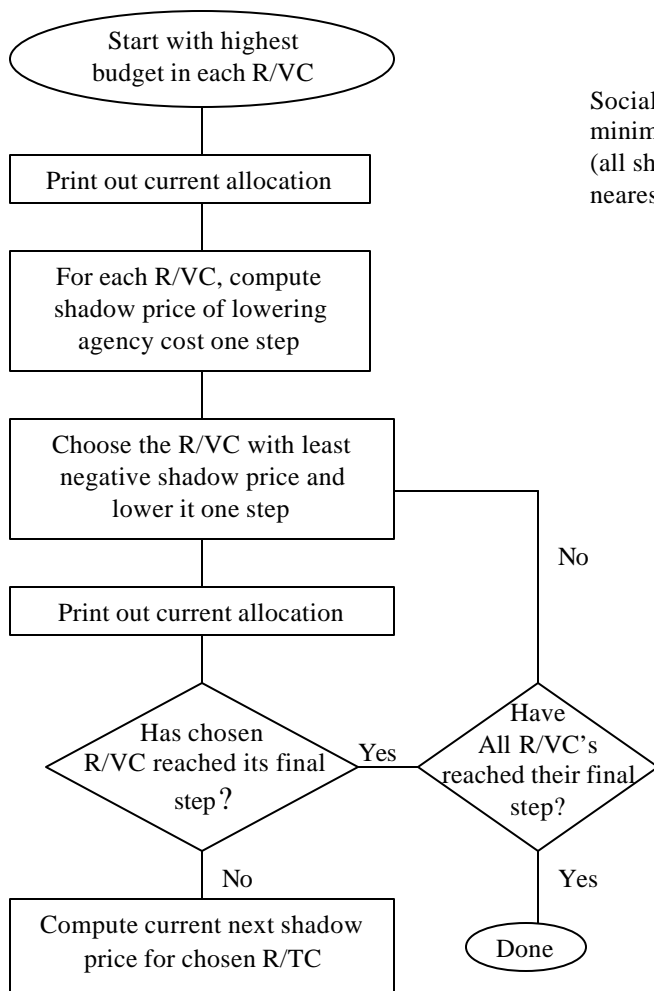 Start with highest
budget in each R/VC
Social
minim
(all sh
neares
Print out current allocation
For each R/VC, compute
shadow price of lowering
agency cost one step
Choose the R/VC with least
negative shadow price and
lower it one step
No
Print out current allocation
Has chosen
R/VC reached its final
step?
Yes
Have
All R/VC's
reached their final
step?
No
Yes
Compute current next shadow
price for chosen R/TC
Done